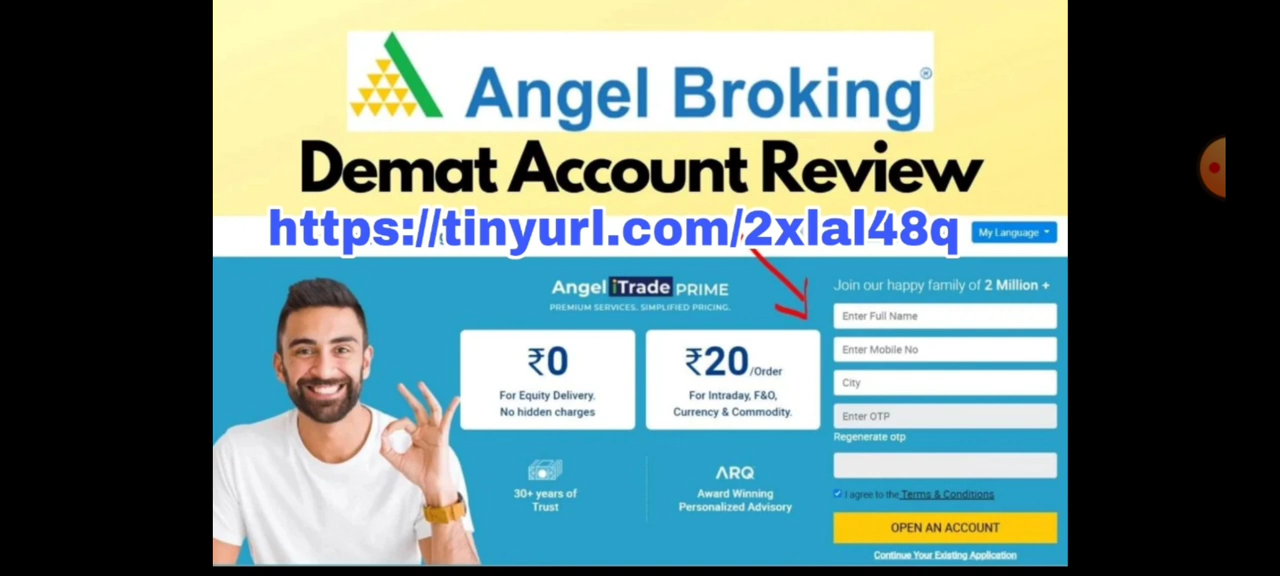 Angel Broking®
Demat Account Review
https://tinyurl.com/2xlal48q
My Language
Angel iTrade PRIME
PREMIUM SERVICES. SIMPLIFIED PRICING.
₹0
For Equity Delivery.
No hidden charges
₹20/Order
For Intraday, F&O,
Currency & Commodity.
30+ years of
Trust
ARQ
Award Winning
Personalized Advisory
Join our happy family of 2 Million +
Enter Full Name
Enter Mobile No
City
Enter OTP
Regenerate otp
I agree to the Terms & Conditions
OPEN AN ACCOUNT
Continue Your Existing Application